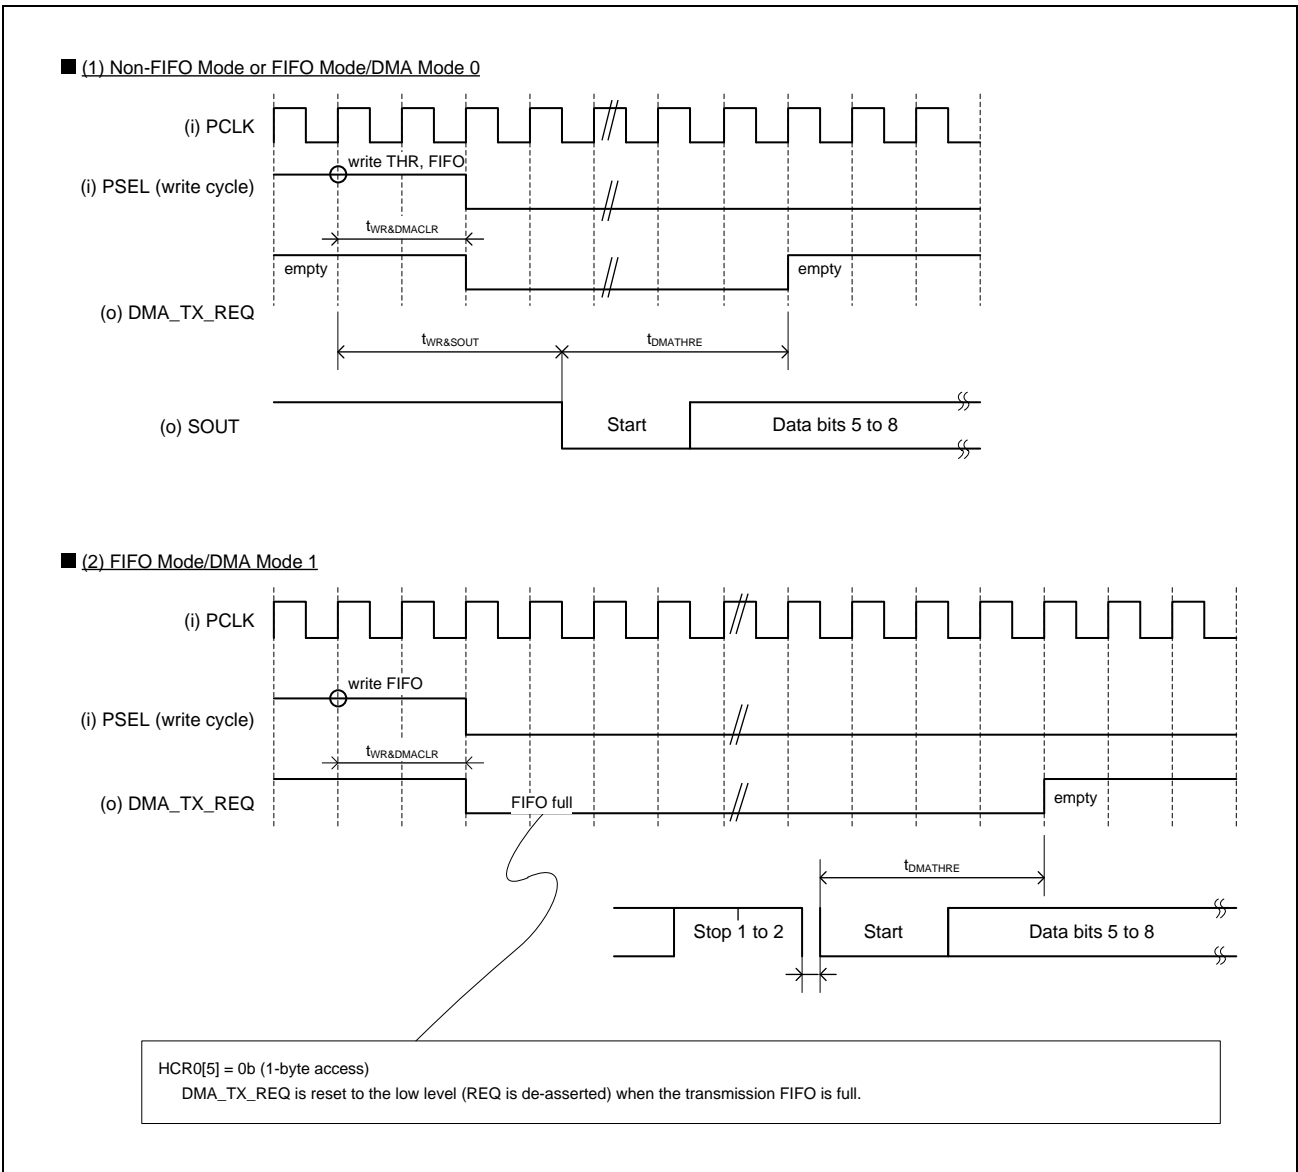 (1) Non-FIFO Mode or FIFO Mode/DMA Mode 0
(i) PCLK
write THR, FIFO
(i) PSEL (write cycle)
tWR&DMACLR
empty
empty
(o) DMA_TX_REQ
tWR&SOUT
tDMATHRE
(o) SOUT
Start
Data bits 5 to 8
(2) FIFO Mode/DMA Mode 1
(i) PCLK
write FIFO
(i) PSEL (write cycle)
tWR&DMACLR
(o) DMA_TX_REQ
FIFO full
empty
tDMATHRE
Stop 1 to 2
Start
Data bits 5 to 8
HCR0[5] = 0b (1-byte access)
DMA_TX_REQ is reset to the low level (REQ is de-asserted) when the transmission FIFO is full.